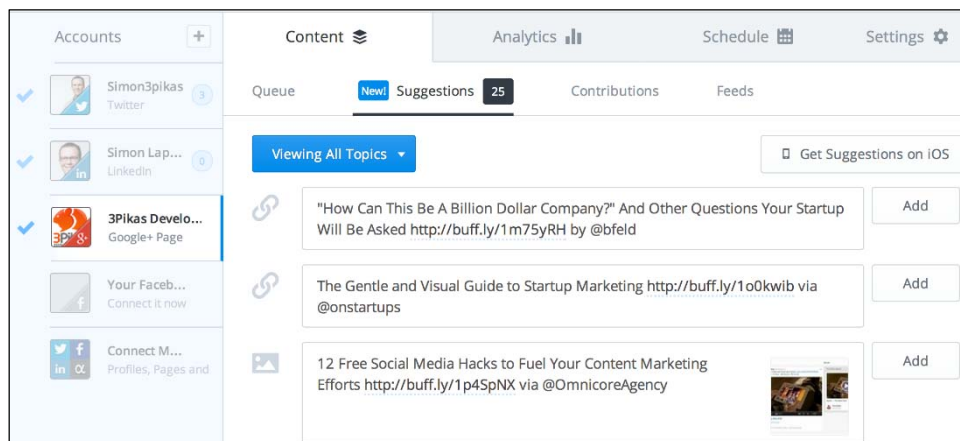 Accounts +
Content
Analytics
Schedule
Settings
Simon3pikas
Twitter
3
Simon Lap...
LinkedIn
0
3Pikas Develo...
Google+ Page
Your Faceb...
Connect it now
Connect M...
Profiles, Pages and
Queue
New! Suggestions 25
Contributions
Feeds
Viewing All Topics
Get Suggestions on iOS
"How Can This Be A Billion Dollar Company?" And Other Questions Your Startup
Will Be Asked http://buff.ly/1m75yRH by @bfeld
Add
The Gentle and Visual Guide to Startup Marketing http://buff.ly/1o0kwib via
@onstartups
Add
12 Free Social Media Hacks to Fuel Your Content Marketing
Efforts http://buff.ly/1p4SpNX via @OmnicoreAgency
Add